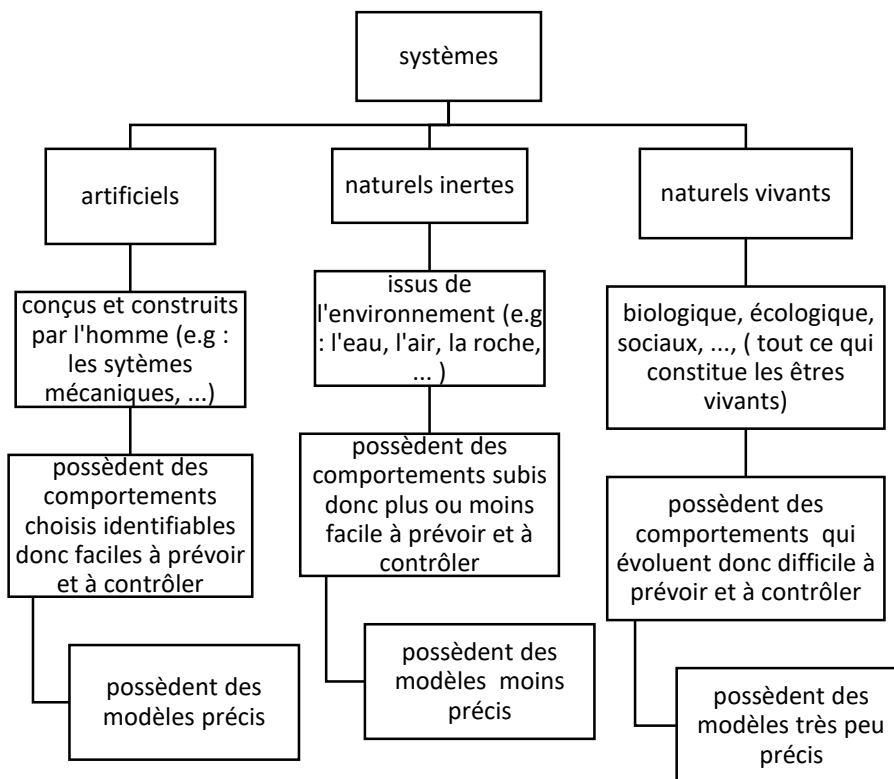 systèmes
artificiels
naturels inertes
naturels vivants
conçus et construits
par l'homme (e.g :
les sytèmes
mécaniques, ...)
issus de
l'environnement (e.g
: l'eau, l'air, la roche,
... )
biologique, écologique,
sociaux, ..., ( tout ce qui
constitue les êtres
vivants)
possèdent des
comportements
choisis identifiables
donc faciles à prévoir
et à contrôler
possèdent des
comportements subis
donc plus ou moins
facile à prévoir et à
contrôler
possèdent des
comportements  qui
évoluent donc difficile à
prévoir et à contrôler
possèdent des
modèles précis
possèdent des
modèles  moins
précis
possèdent des
modèles très peu
précis